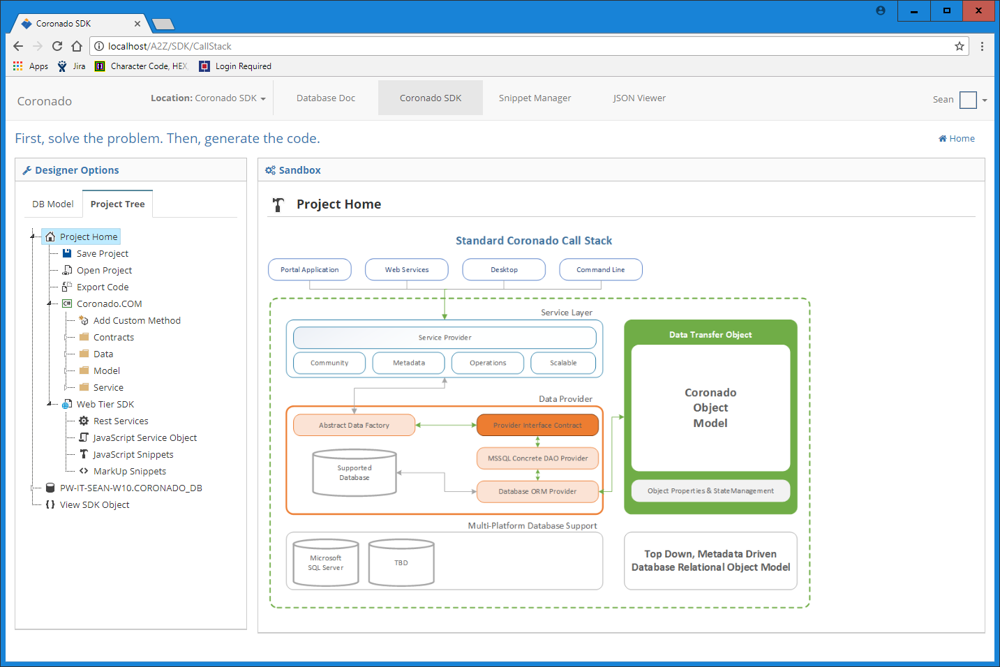 Coronado SDK
localhost/A2Z/SDK/CallStack
Apps Jira Character Code, HEX, Login Required
Coronado Location: Coronado SDK Database Doc Coronado SDK Snippet Manager JSON Viewer Sean
First, solve the problem. Then, generate the code. Home
Designer Options
DB Model Project Tree
Project Home
Save Project
Open Project
Export Code
C# Coronado.COM
Add Custom Method
Contracts
Data
Model
Service
Web Tier SDK
Rest Services
JavaScript Service Object
JavaScript Snippets
MarkUp Snippets
PW-IT-SEAN-W10.CORONADO_DB
View SDK Object
Sandbox
Project Home
Standard Coronado Call Stack
Portal Application Web Services Desktop Command Line
Service Layer
Service Provider
Community Metadata Operations Scalable
Data Provider
Abstract Data Factory Provider Interface Contract
MSSQL Concrete DAO Provider
Supported
Database
Database ORM Provider
Multi-Platform Database Support
Microsoft
SQL Server
TBD
Data Transfer Object
Coronado
Object
Model
Object Properties & StateManagement
Top Down, Metadata Driven
Database Relational Object Model